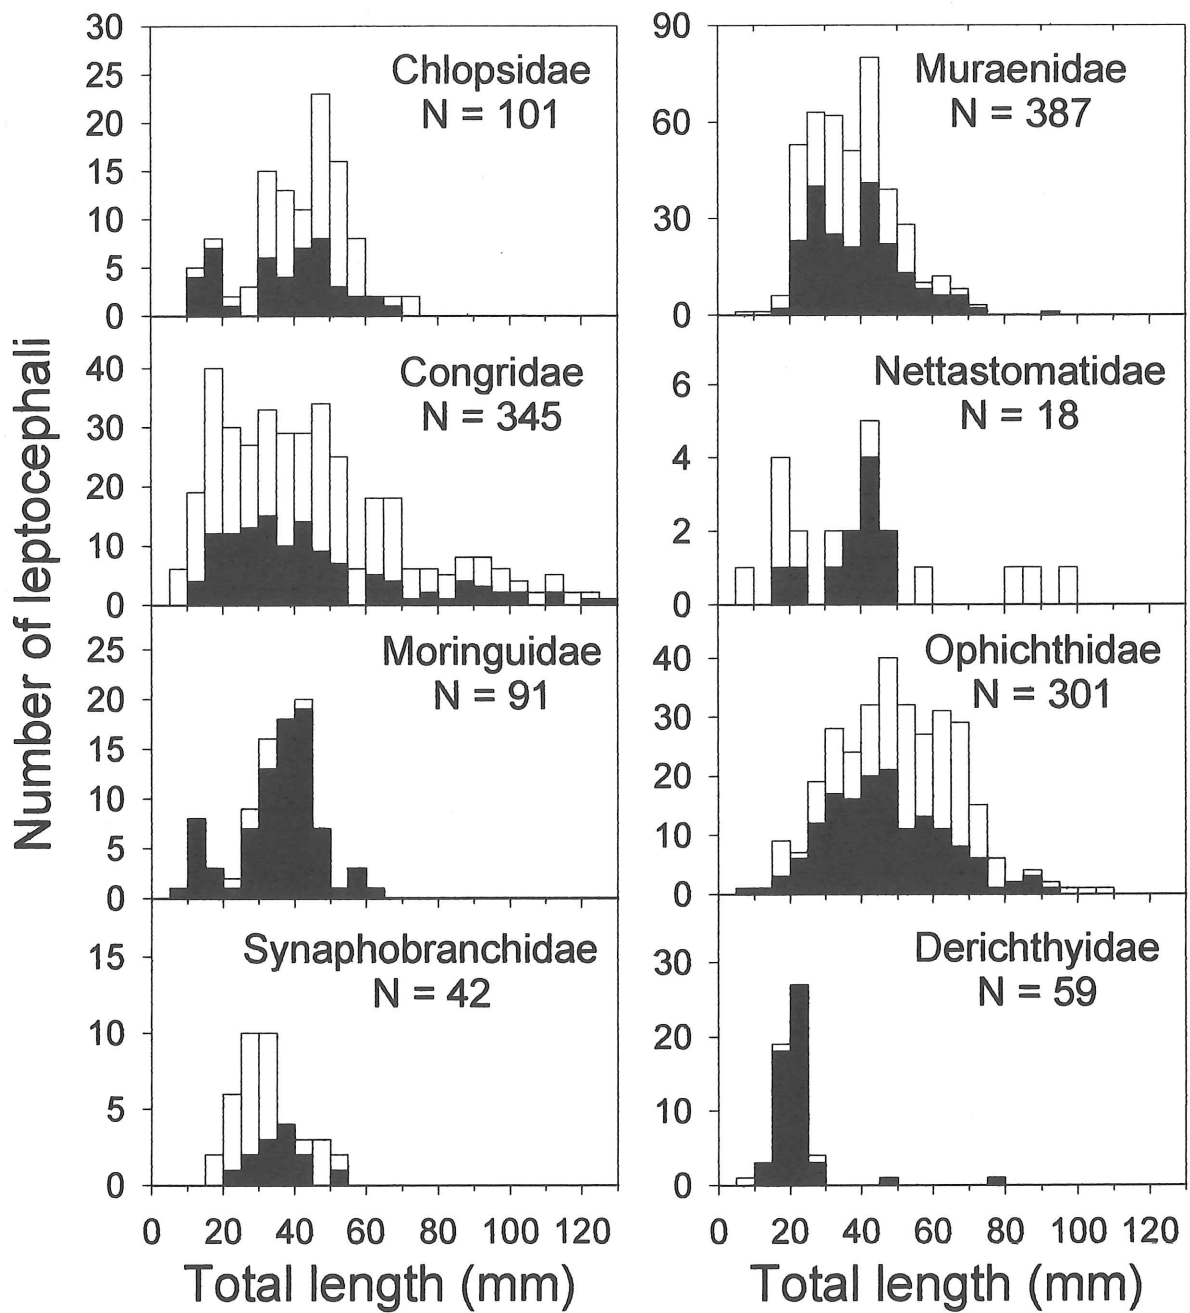 Number of leptocephali
30
25
20
15
10
5
0
Chlopsidae
N = 101
90
60
30
0
Muraenidae
N = 387
40
30
20
10
0
Congridae
N = 345
6
4
2
0
Nettastomatidae
N = 18
25
20
15
10
5
0
Moringuidae
N = 91
40
30
20
10
0
Ophichthidae
N = 301
15
10
5
0
Synaphobranchidae
N = 42
30
20
10
0
Derichthyidae
N = 59
0 20 40 60 80 100 120
0 20 40 60 80 100 120
Total length (mm)
Total length (mm)